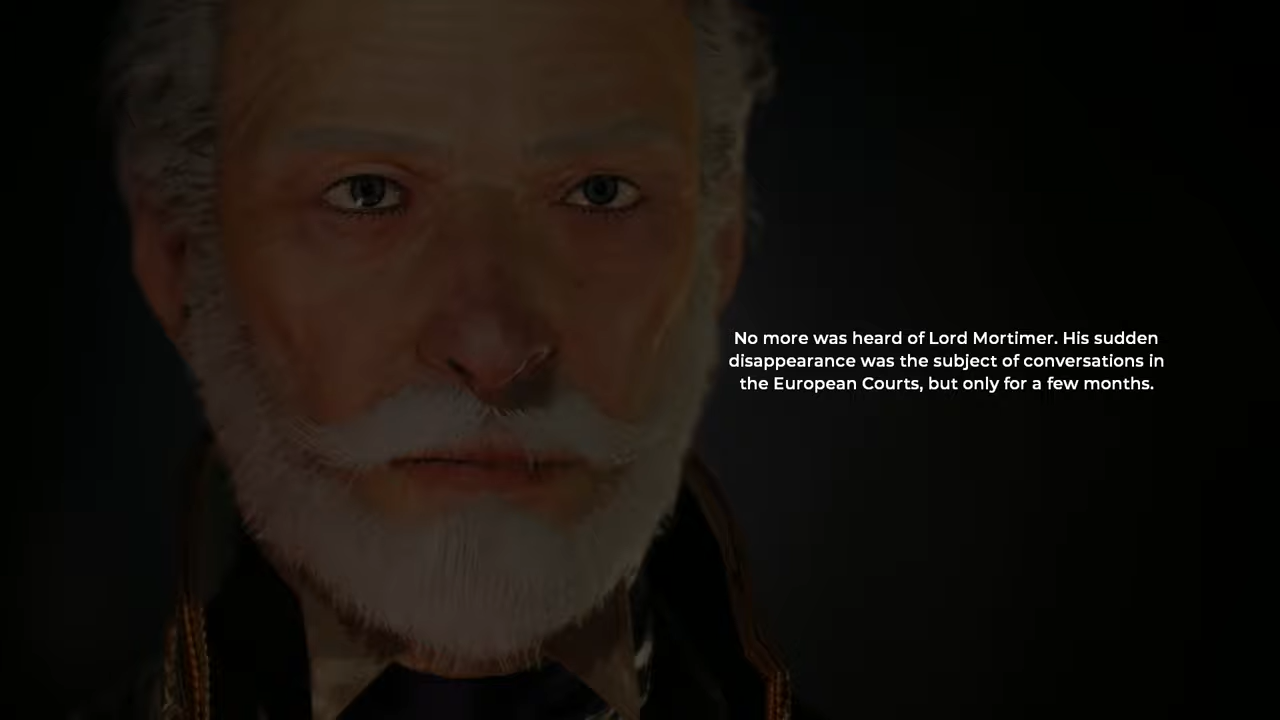 No more was heard of Lord Mortimer. His sudden
disappearance was the subject of conversations in
the European Courts, but only for a few months.